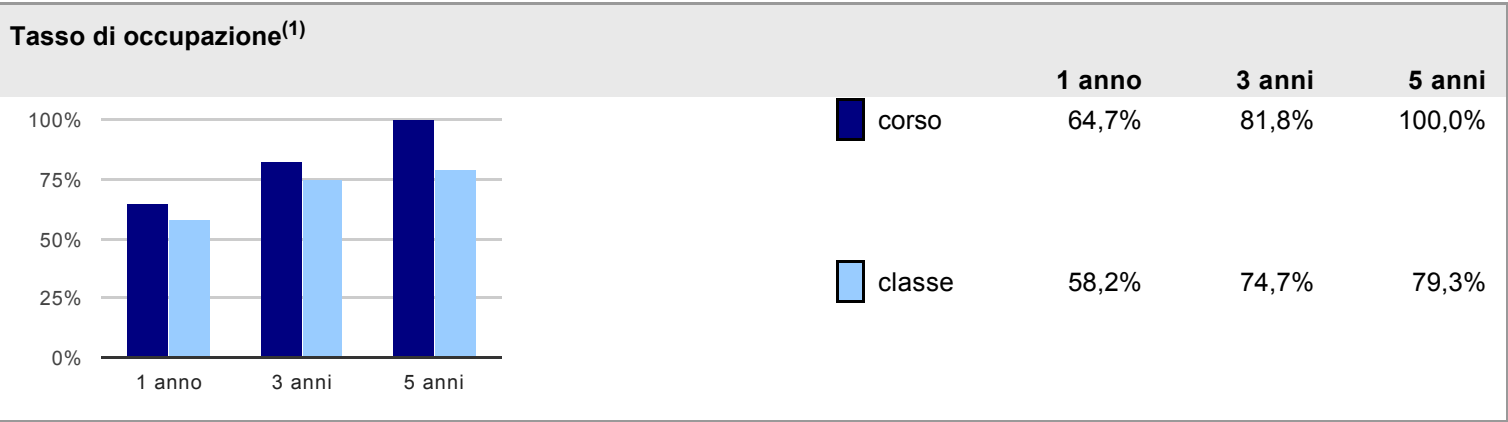 Tasso di occupazione(1)
1 anno 3 anni 5 anni
corso 64,7% 81,8% 100,0%
classe 58,2% 74,7% 79,3%
100%
75%
50%
25%
0%
1 anno 3 anni 5 anni